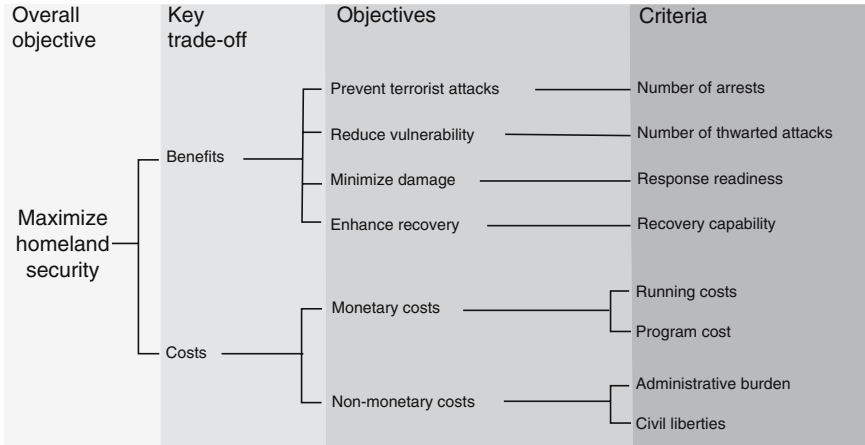 Overall
objective
Key
trade-off
Objectives
Criteria
Prevent terrorist attacks
Number of arrests
Reduce vulnerability
Number of thwarted attacks
Benefits
Minimize damage
Response readiness
Enhance recovery
Recovery capability
Maximize
homeland
security
Running costs
Monetary costs
Program cost
Costs
Administrative burden
Non-monetary costs
Civil liberties